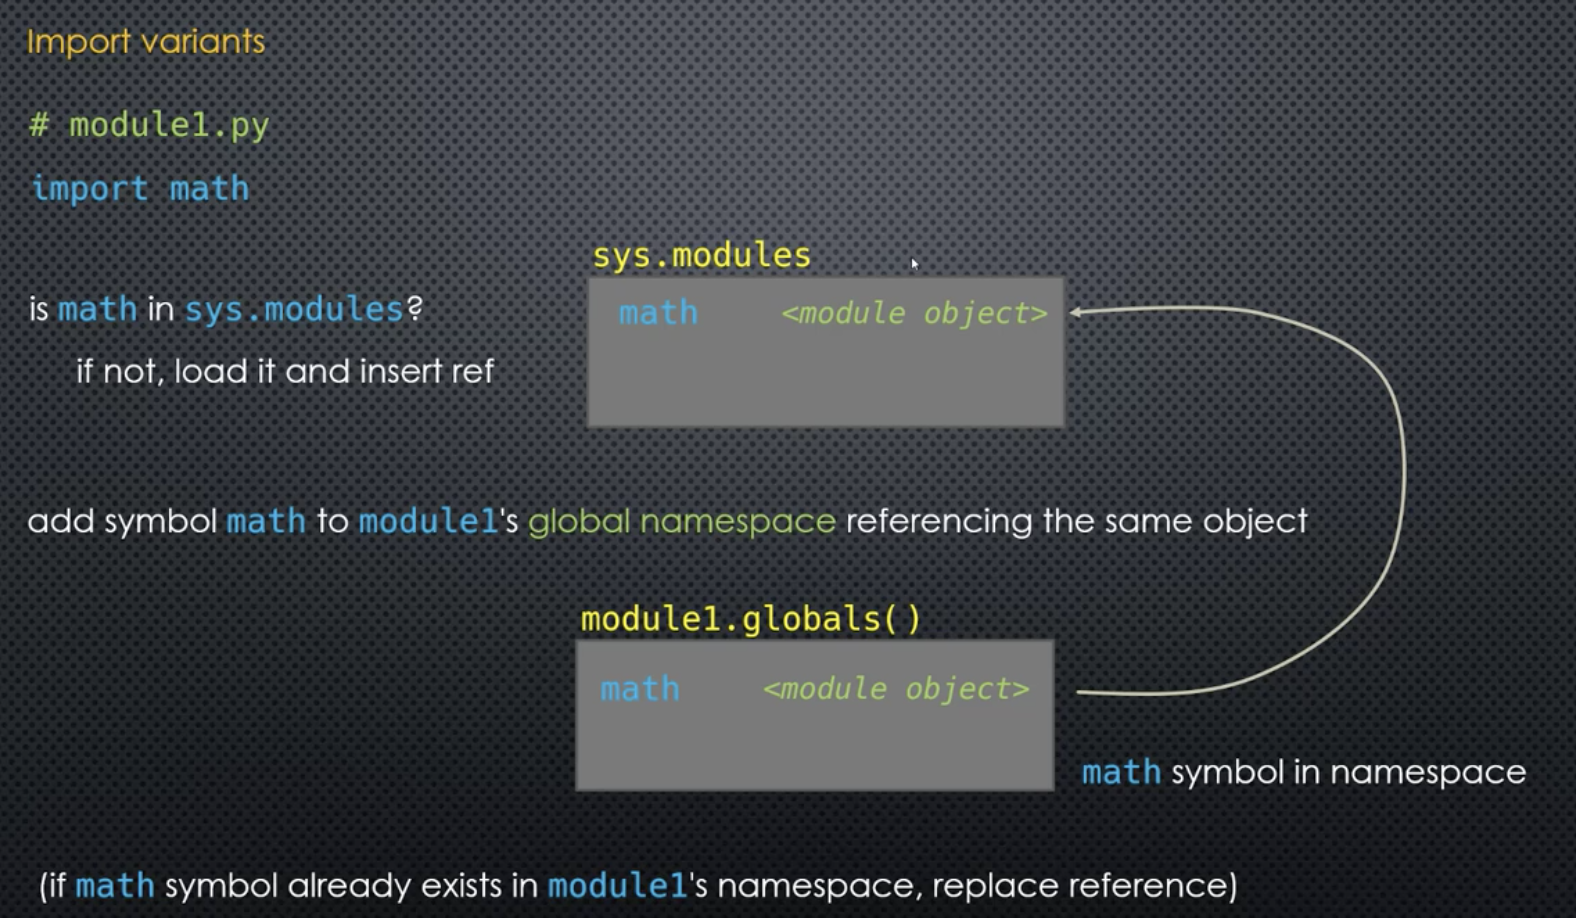 Import variants
# module1.py
import math
sys.modules
math <module object>
is math in sys.modules?
if not, load it and insert ref
add symbol math to module1's global namespace referencing the same object
module1.globals()
math <module object>
math symbol in namespace
(if math symbol already exists in module1's namespace, replace reference)